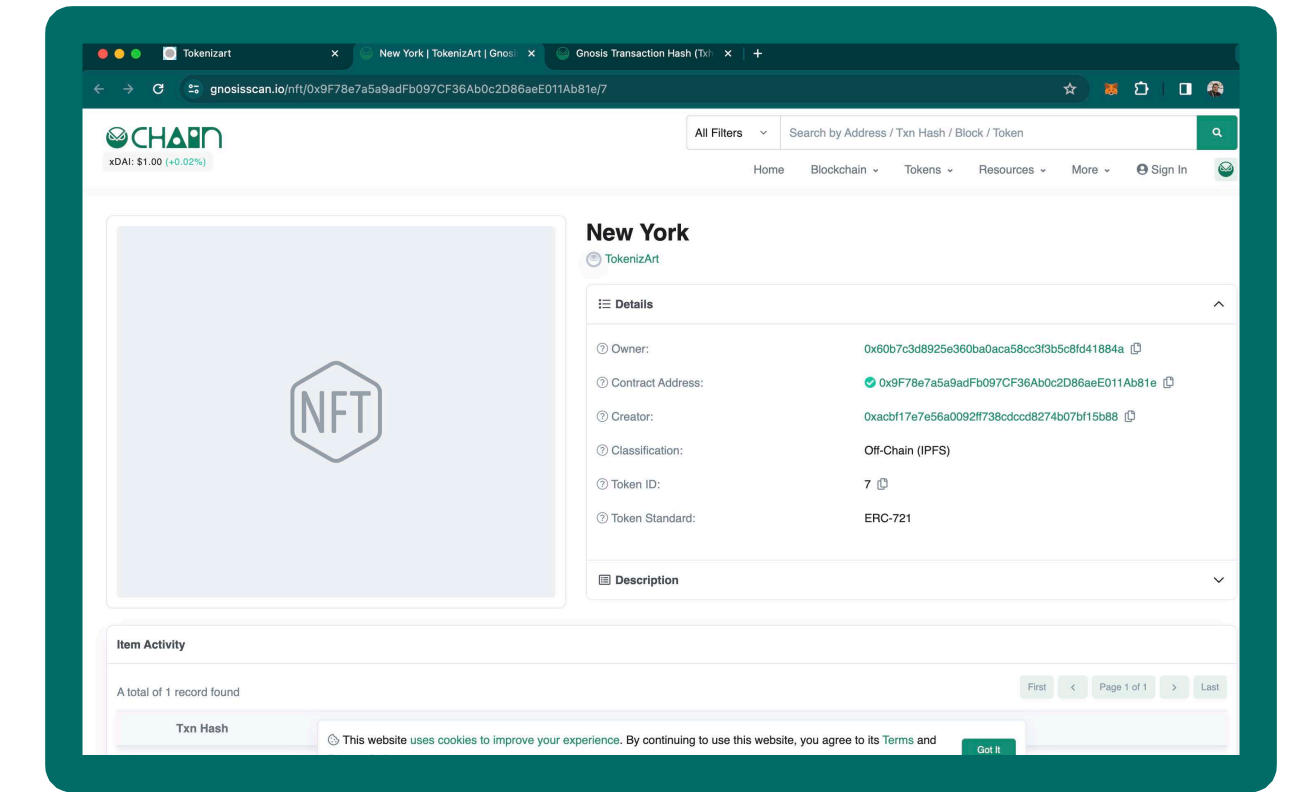 Tokenizart
New York | TokenizArt | Gnosi
Gnosis Transaction Hash (Txh
gnosisscan.io/nft/0x9F78e7a5a9adFb097CF36Ab0c2D86aeE011Ab81e/7
CHAIN
xDAI: $1.00 (+0.02%)
All Filters
Search by Address / Txn Hash / Block / Token
Home Blockchain Tokens Resources More Sign In
NFT
New York
TokenizArt
Details
Owner: 0x60b7c3d8925e360ba0aca58cc3f3b5c8fd41884a
Contract Address: 0x9F78e7a5a9adFb097CF36Ab0c2D86aeE011Ab81e
Creator: 0xacbf17e7e56a0092ff738cdccd8274b07bf15b88
Classification: Off-Chain (IPFS)
Token ID: 7
Token Standard: ERC-721
Description
Item Activity
A total of 1 record found
First < Page 1 of 1 > Last
Txn Hash
This website uses cookies to improve your experience. By continuing to use this website, you agree to its Terms and
Got It